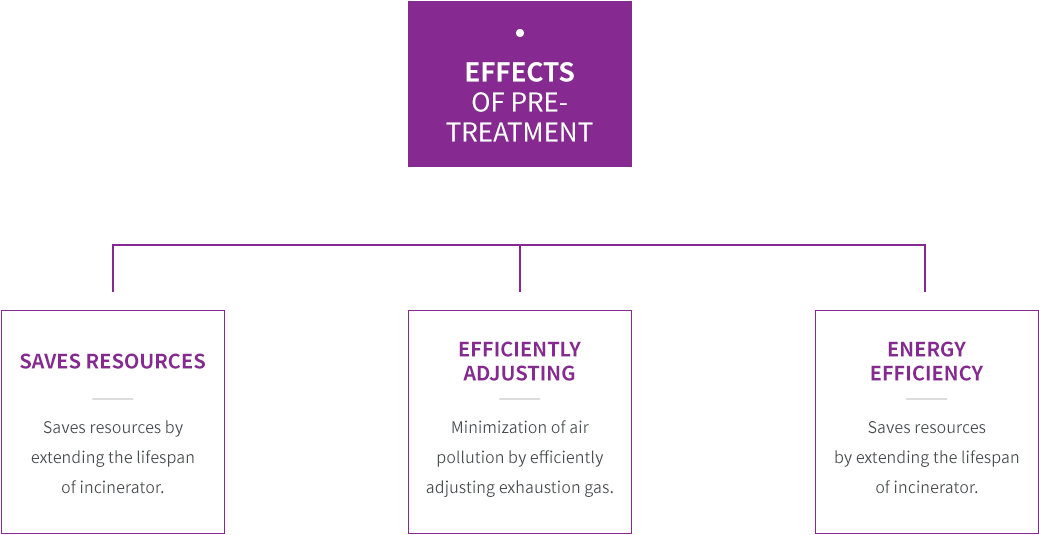 EFFECTS
OF PRE-
TREATMENT
SAVES RESOURCES
Saves resources by
extending the lifespan
of incinerator.
EFFICIENTLY
ADJUSTING
Minimization of air
pollution by efficiently
adjusting exhaustion gas.
ENERGY
EFFICIENCY
Saves resources
by extending the lifespan
of incinerator.